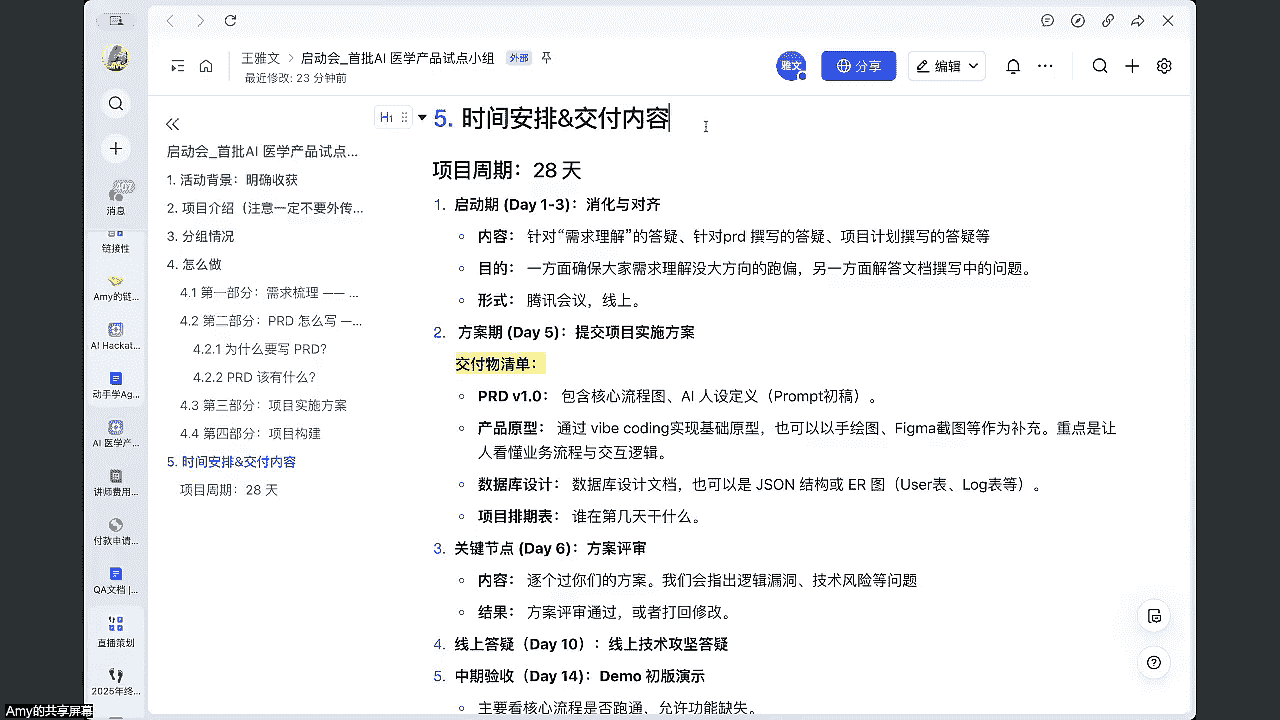 王雅文 > 启动会_首批AI 医学产品试点小组 外部
最近修改: 23 分钟前
雅文
分享
编辑
消息
链接性
Amy的链...
AI Hackat...
动手学Ag...
AI 医学产...
讲师费用...
付款申请...
QA文档 |...
直播策划
2025年终...
启动会_首批AI 医学产品试点...
1. 活动背景：明确收获
2. 项目介绍（注意一定不要外传...
3. 分组情况
4. 怎么做
4.1 第一部分：需求梳理 —— ...
4.2 第二部分：PRD 怎么写 —...
4.2.1 为什么要写 PRD?
4.2.2 PRD 该有什么?
4.3 第三部分：项目实施方案
4.4 第四部分：项目构建
5. 时间安排&交付内容
项目周期：28 天
H1
5. 时间安排&交付内容
项目周期：28 天
1. 启动期 (Day 1-3)：消化与对齐
内容： 针对“需求理解”的答疑、针对prd 撰写的答疑、项目计划撰写的答疑等
目的： 一方面确保大家需求理解没大方向的跑偏，另一方面解答文档撰写中的问题。
形式： 腾讯会议，线上。
2. 方案期 (Day 5)：提交项目实施方案
交付物清单：
PRD v1.0： 包含核心流程图、AI 人设定义（Prompt初稿）。
产品原型： 通过 vibe coding实现基础原型，也可以以手绘图、Figma截图等作为补充。重点是让
人看懂业务流程与交互逻辑。
数据库设计： 数据库设计文档，也可以是 JSON 结构或 ER 图（User表、Log表等）。
项目排期表： 谁在第几天干什么。
3. 关键节点 (Day 6)：方案评审
内容： 逐个过你们的方案。我们会指出逻辑漏洞、技术风险等问题
结果： 方案评审通过，或者打回修改。
4. 线上答疑（Day 10）：线上技术攻坚答疑
5. 中期验收（Day 14)：Demo 初版演示
主要看核心流程是否跑通、允许功能缺失。
Amy的共享屏幕